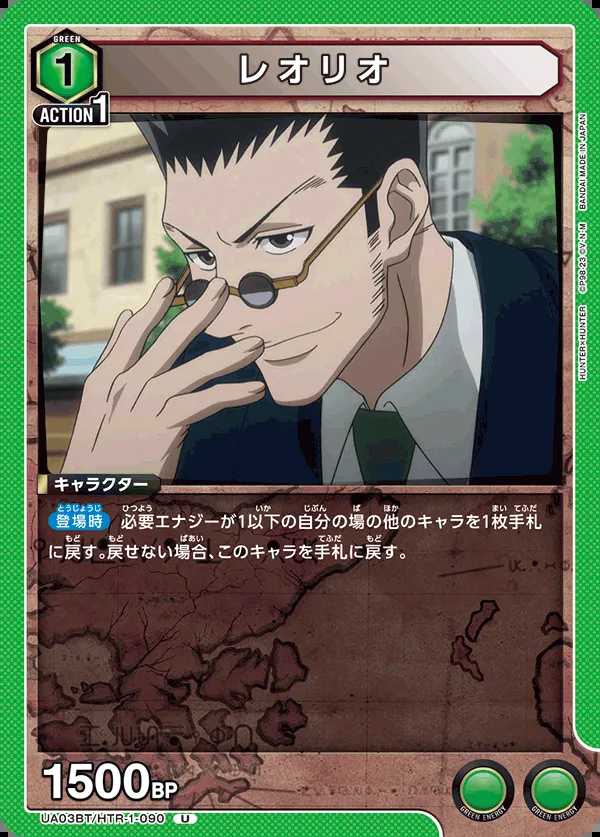 GREEN
1
レオリオ
ACTION 1
BANDAI MADE IN JAPAN
©P98-23 ©V･N･M
HUNTER×HUNTER
キャラクター
登場時 必要エナジーが1以下の自分の場の他のキャラを1枚手札
に戻す。戻せない場合、このキャラを手札に戻す。
1500BP
GREEN ENERGY
GREEN ENERGY
UA03BT/HTR-1-090 U